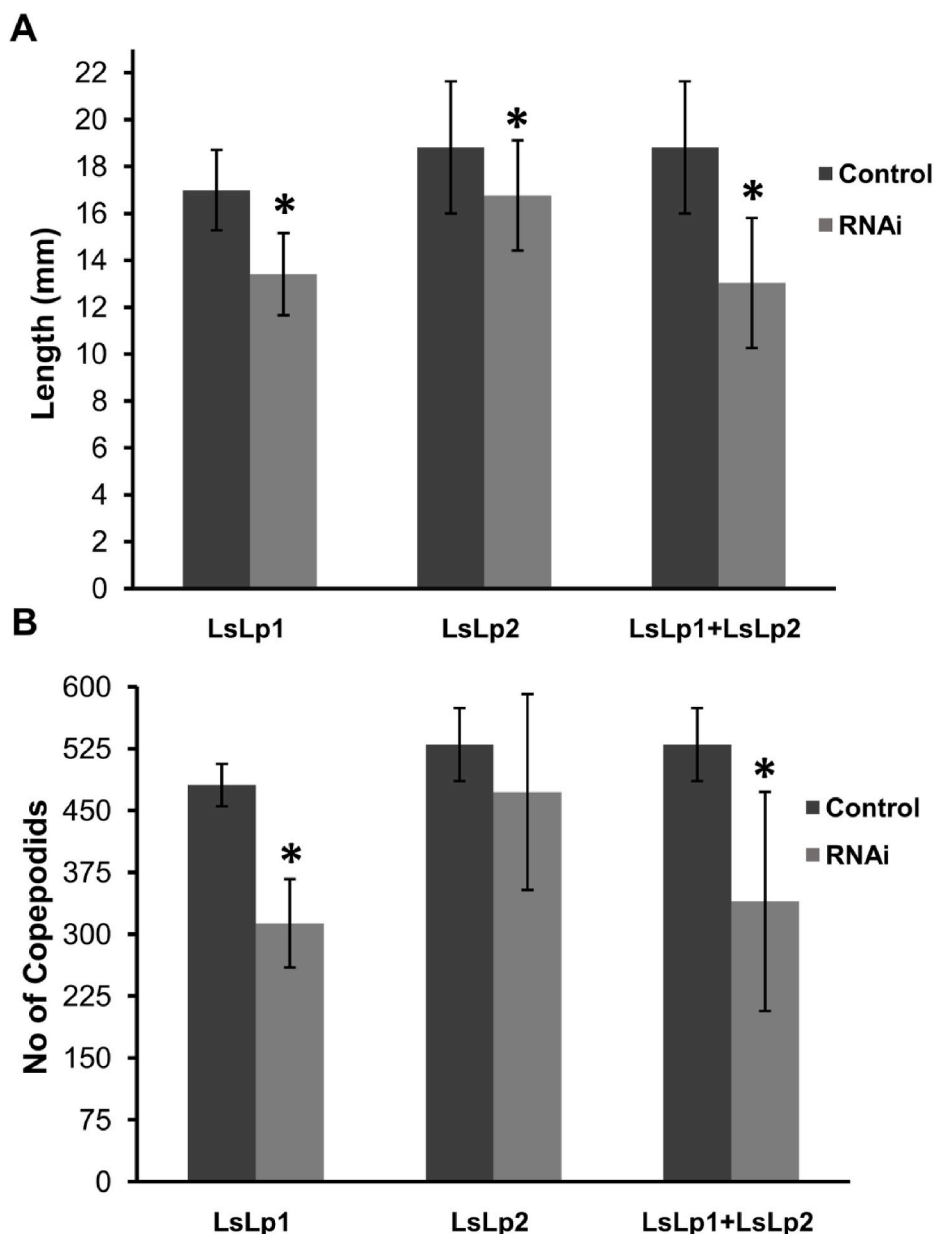 A
Length (mm)
22
20
18
16
14
12
10
8
6
4
2
0
*
*
*
Control
RNAi
LsLp1
LsLp2
LsLp1+LsLp2
B
No of Copepodids
600
525
450
375
300
225
150
75
0
*
*
Control
RNAi
LsLp1
LsLp2
LsLp1+LsLp2